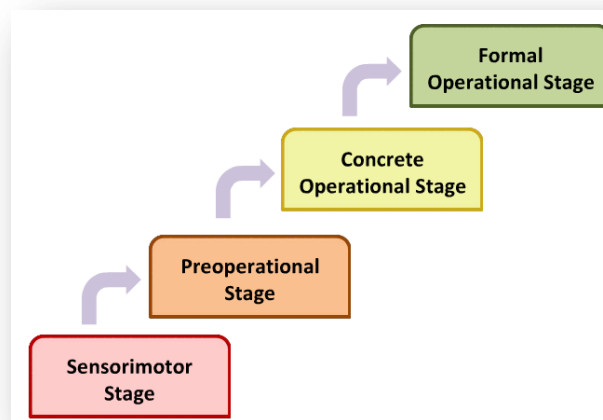 Formal
Operational Stage
Concrete
Operational Stage
Preoperational
Stage
Sensorimotor
Stage